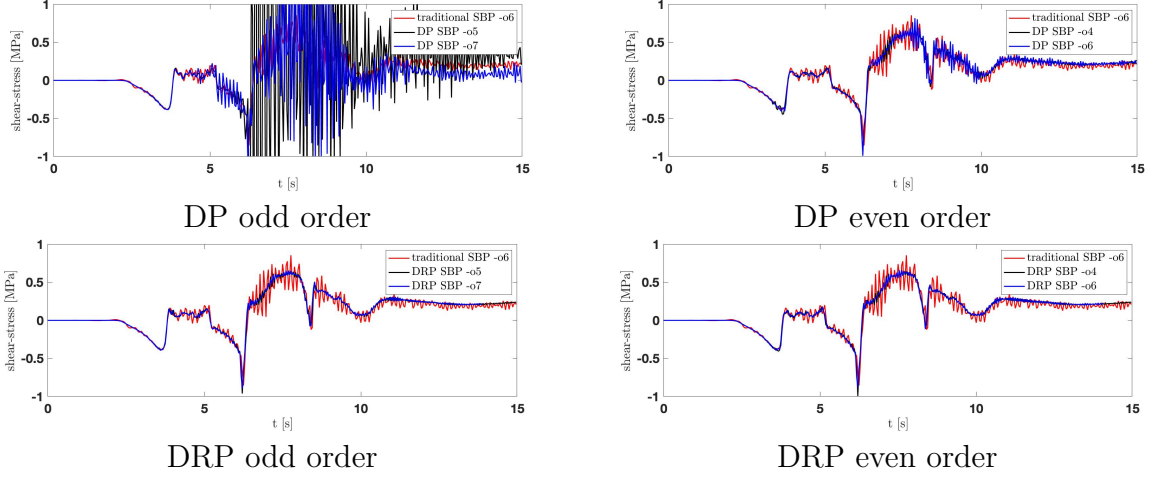 1
0.5
0
-0.5
-1
shear-stress [MPa]
traditional SBP -o6
DP SBP -o5
DP SBP -o7
0 5 10 15
t [s]
DP odd order
1
0.5
0
-0.5
-1
shear-stress [MPa]
traditional SBP -o6
DP SBP -o4
DP SBP -o6
0 5 10 15
t [s]
DP even order
1
0.5
0
-0.5
-1
shear-stress [MPa]
traditional SBP -o6
DRP SBP -o5
DRP SBP -o7
0 5 10 15
t [s]
DRP odd order
1
0.5
0
-0.5
-1
shear-stress [MPa]
traditional SBP -o6
DRP SBP -o4
DRP SBP -o6
0 5 10 15
t [s]
DRP even order